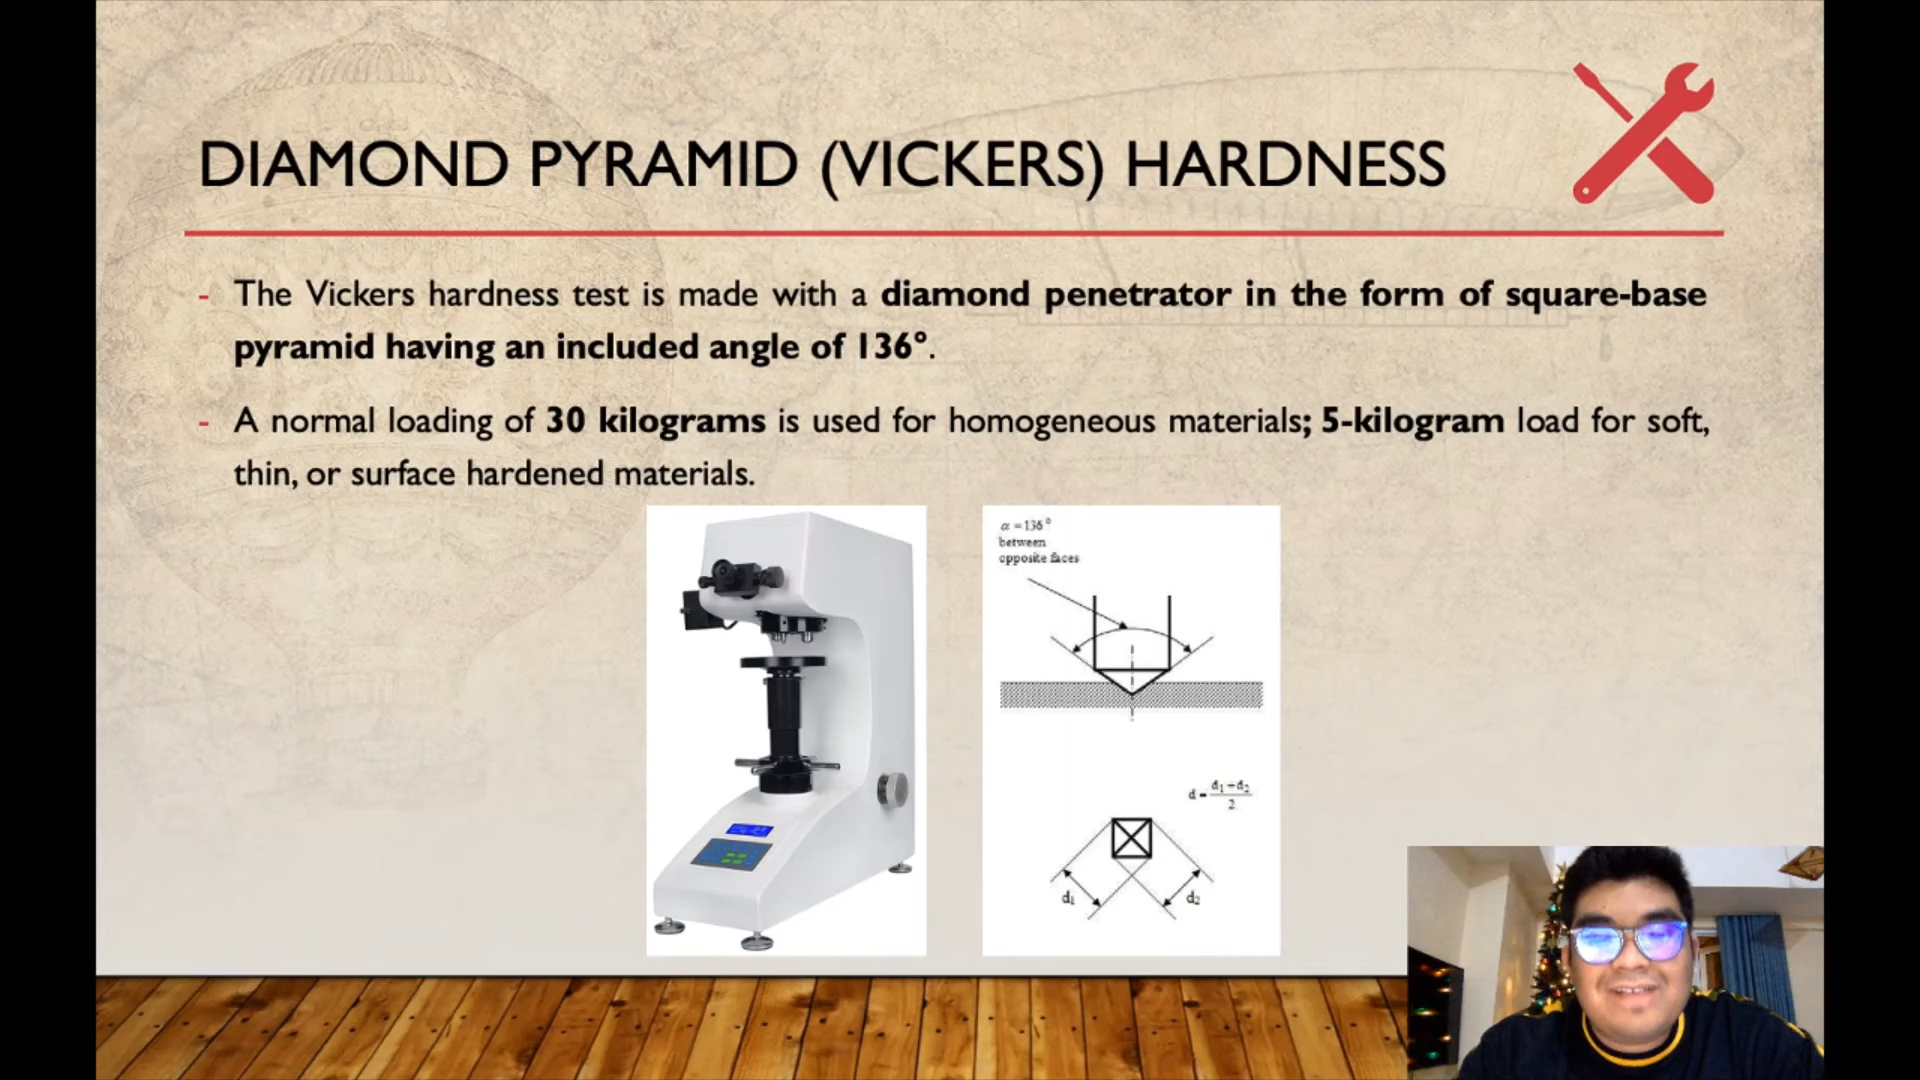 DIAMOND PYRAMID (VICKERS) HARDNESS
- The Vickers hardness test is made with a diamond penetrator in the form of square-base
pyramid having an included angle of 136°.
- A normal loading of 30 kilograms is used for homogeneous materials; 5-kilogram load for soft,
thin, or surface hardened materials.
α = 136°
between
opposite faces
d = d₁+d₂
2
d₁ d₂